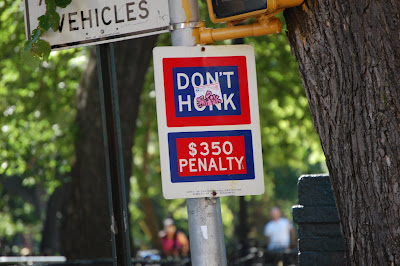 VEHICLES
DON'T
HONK
$350
PENALTY